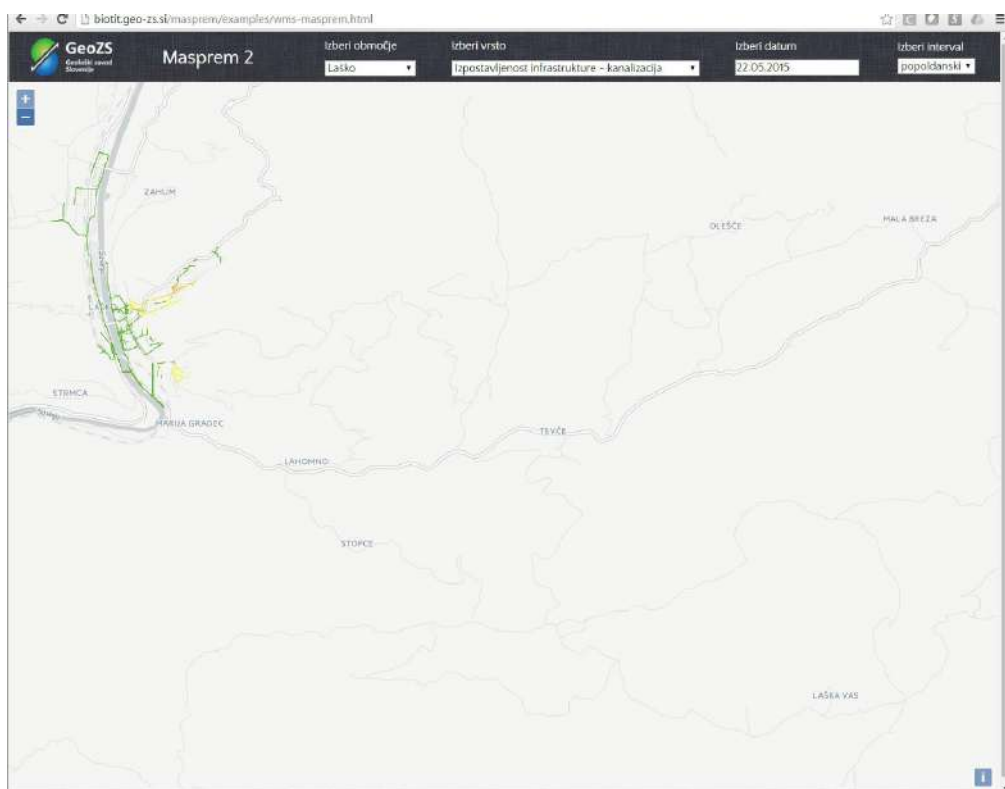 biotit.geo-zs.si/masprem/examples/wms-masprem.html
GeoZS
Geološki zavod
Slovenije
Masprem 2
Izberi območje
Laško
Izberi vrsto
Izpostavljenost infrastrukture - kanalizacija
Izberi datum
22.05.2015
Izberi interval
popoldanski
+
−
ZAHUM
OLEŠČE
MALA BREZA
STRMCA
MARIJA GRADEC
TEVČE
LAHOMNO
STOPCE
LAŠKA VAS
i